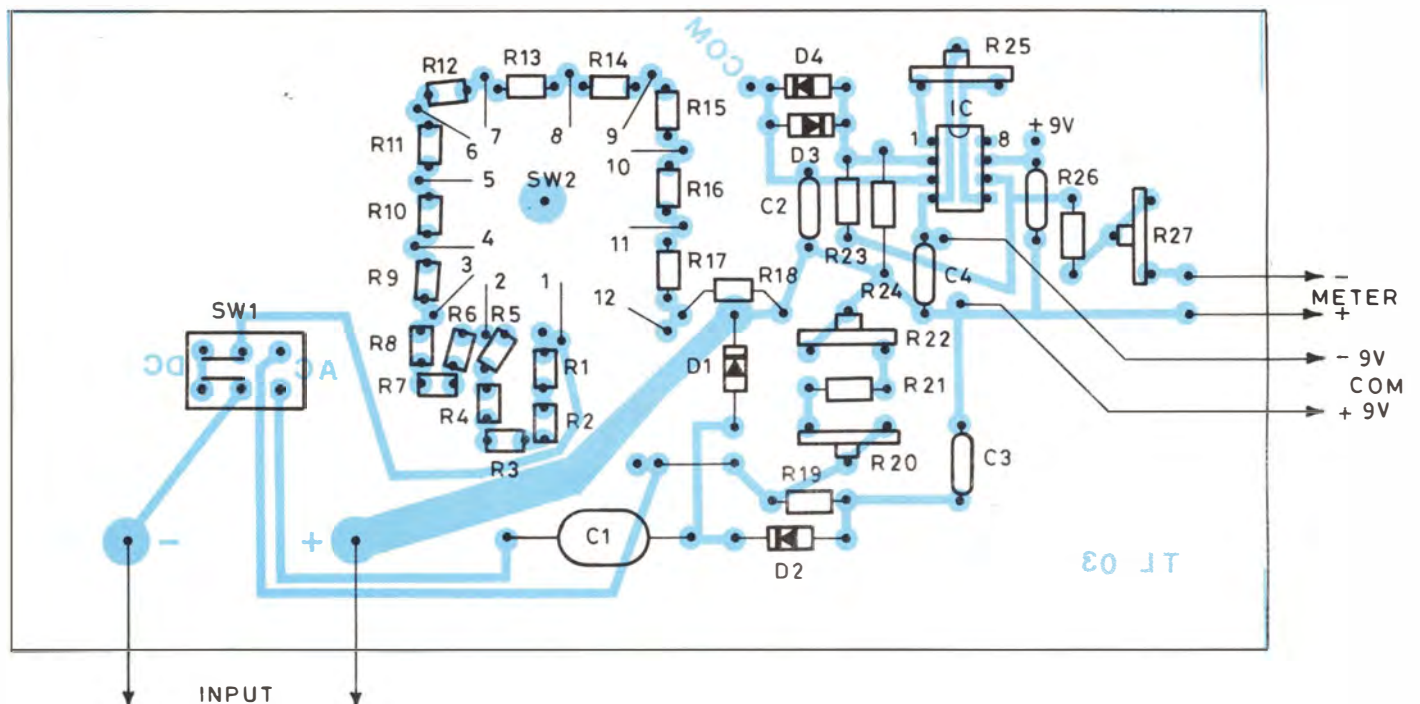 COM
R12
R13
R14
D4
R25
6
7
8
9
R15
IC
R11
1
8
+9V
D3
5
SW2
10
R16
R26
R10
C2
4
11
R27
3
2
1
R17
R23
R9
R18
C4
R24
-
METER
+
SW1
12
R6
R5
R8
R1
D1
R22
- 9V
DC
AC
R7
R21
COM
R4
R2
+ 9V
R3
R20
C3
R19
-
+
C1
D2
TL 03
INPUT